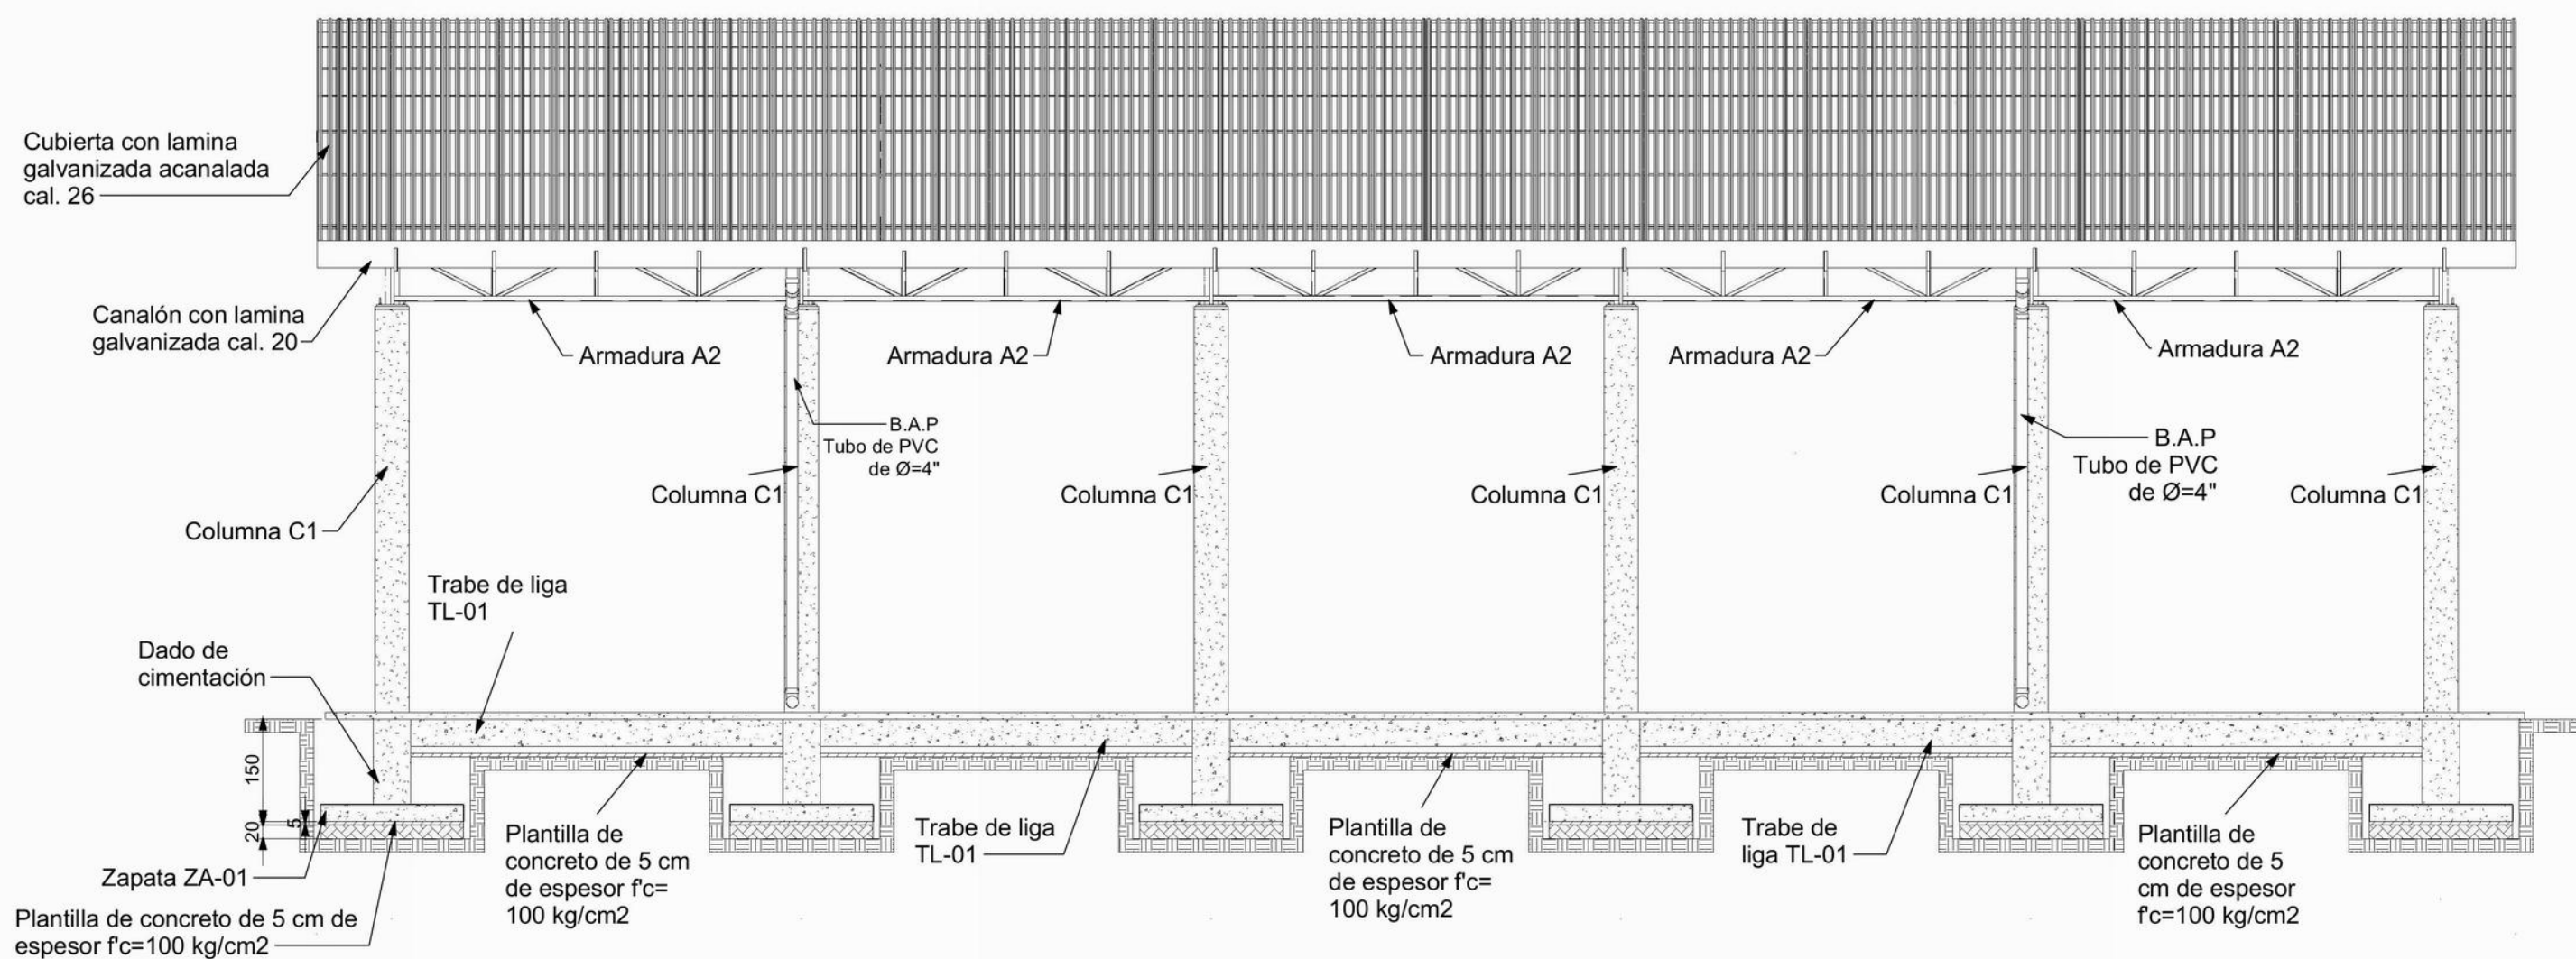 Cubierta con lamina
galvanizada acanalada
cal. 26
Canalón con lamina
galvanizada cal. 20
Armadura A2
Armadura A2
Armadura A2
Armadura A2
Armadura A2
B.A.P
Tubo de PVC
de Ø=4"
B.A.P
Tubo de PVC
de Ø=4"
Columna C1
Columna C1
Columna C1
Columna C1
Columna C1
Columna C1
Trabe de liga
TL-01
Dado de
cimentación
150
20
5
Zapata ZA-01
Plantilla de concreto de 5 cm de
espesor f'c=100 kg/cm2
Plantilla de
concreto de 5 cm
de espesor f'c=
100 kg/cm2
Trabe de liga
TL-01
Plantilla de
concreto de 5 cm
de espesor f'c=
100 kg/cm2
Trabe de
liga TL-01
Plantilla de
concreto de 5
cm de espesor
f'c=100 kg/cm2